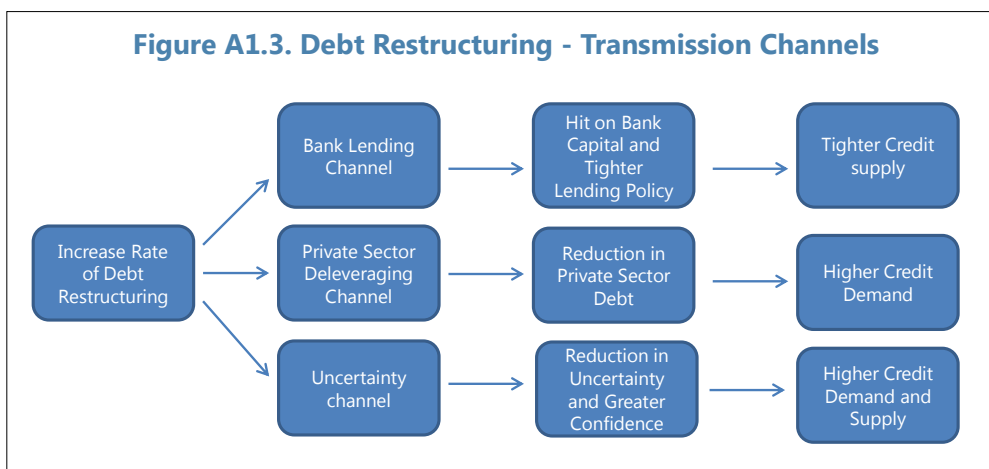 Figure A1.3. Debt Restructuring - Transmission Channels
Increase Rate
of Debt
Restructuring
Bank Lending
Channel
Hit on Bank
Capital and
Tighter
Lending Policy
Tighter Credit
supply
Private Sector
Deleveraging
Channel
Reduction in
Private Sector
Debt
Higher Credit
Demand
Uncertainty
channel
Reduction in
Uncertainty
and Greater
Confidence
Higher Credit
Demand and
Supply